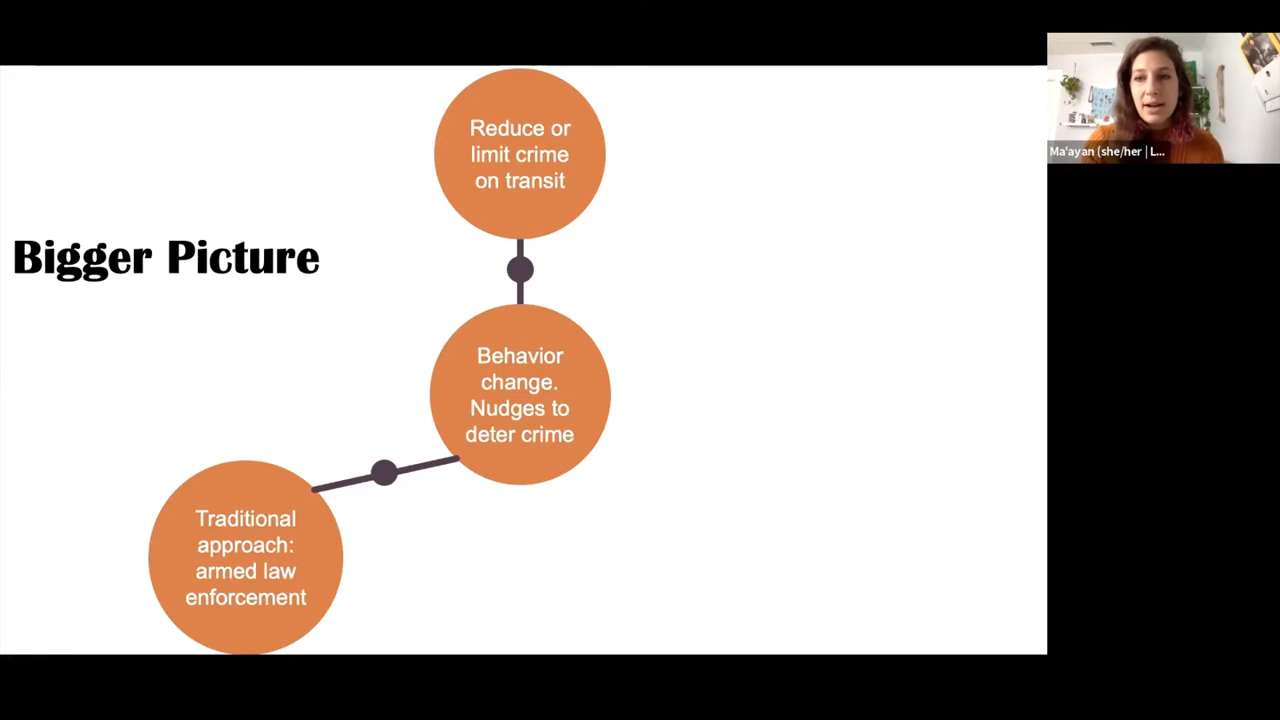 Bigger Picture
Reduce or
limit crime
on transit
Behavior
change.
Nudges to
deter crime
Traditional
approach:
armed law
enforcement
Ma'ayan (she/her | L...